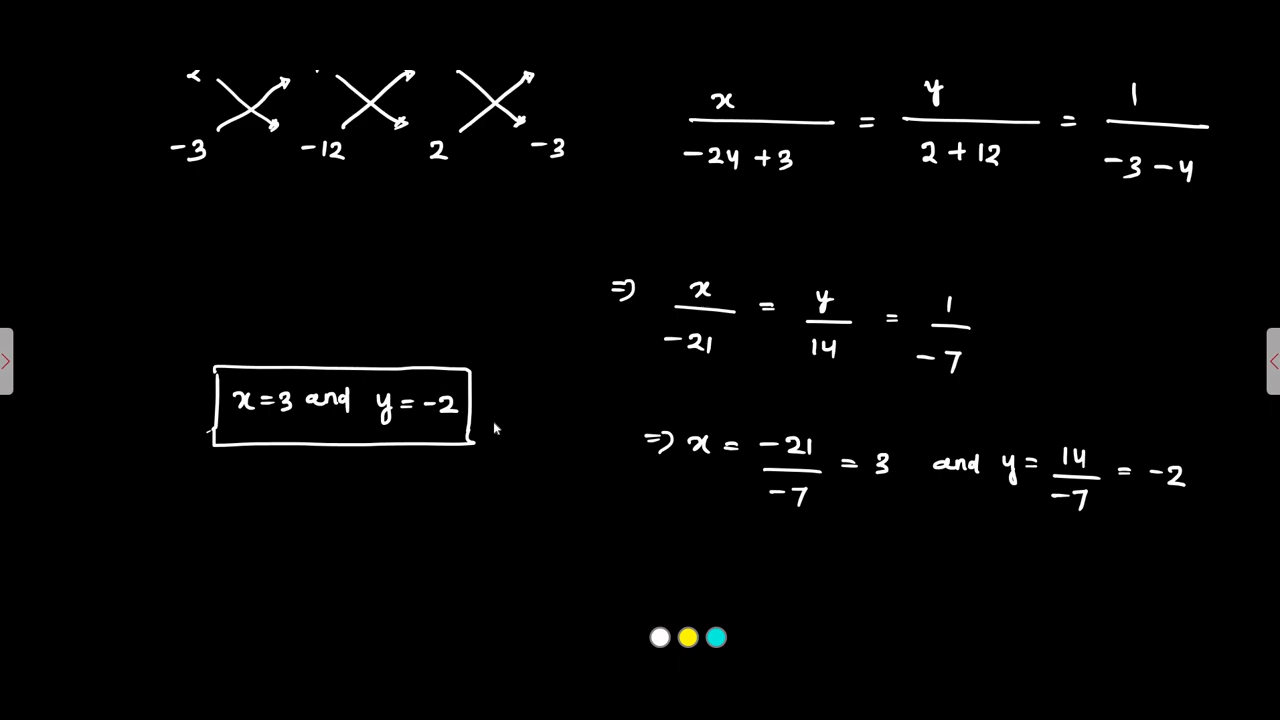 -3 -12 2 -3
x/(-24 + 3) = y/(2 + 12) = 1/(-3 - 4)
⇒ x/-21 = y/14 = 1/-7
x = 3 and y = -2
⇒ x = -21/-7 = 3 and y = 14/-7 = -2